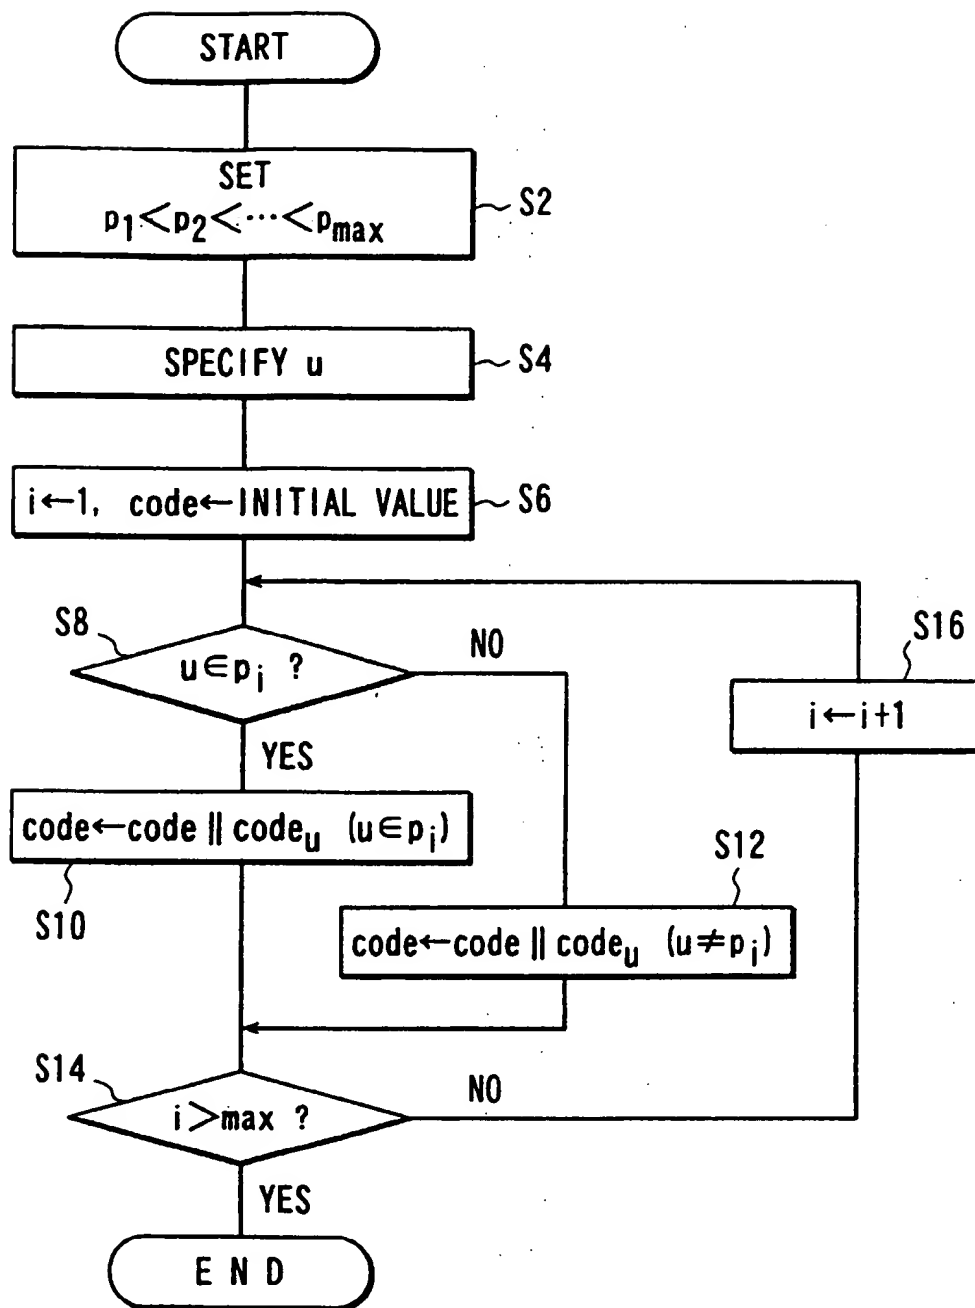 START
SET
p1<p2<···<pmax
S2
SPECIFY u
S4
i←1, code←INITIAL VALUE
S6
S8
u∈pi ?
NO
S16
i←i+1
YES
code←code || codeu (u∈pi)
S10
S12
code←code || codeu (u≠pi)
S14
i>max ?
NO
YES
END